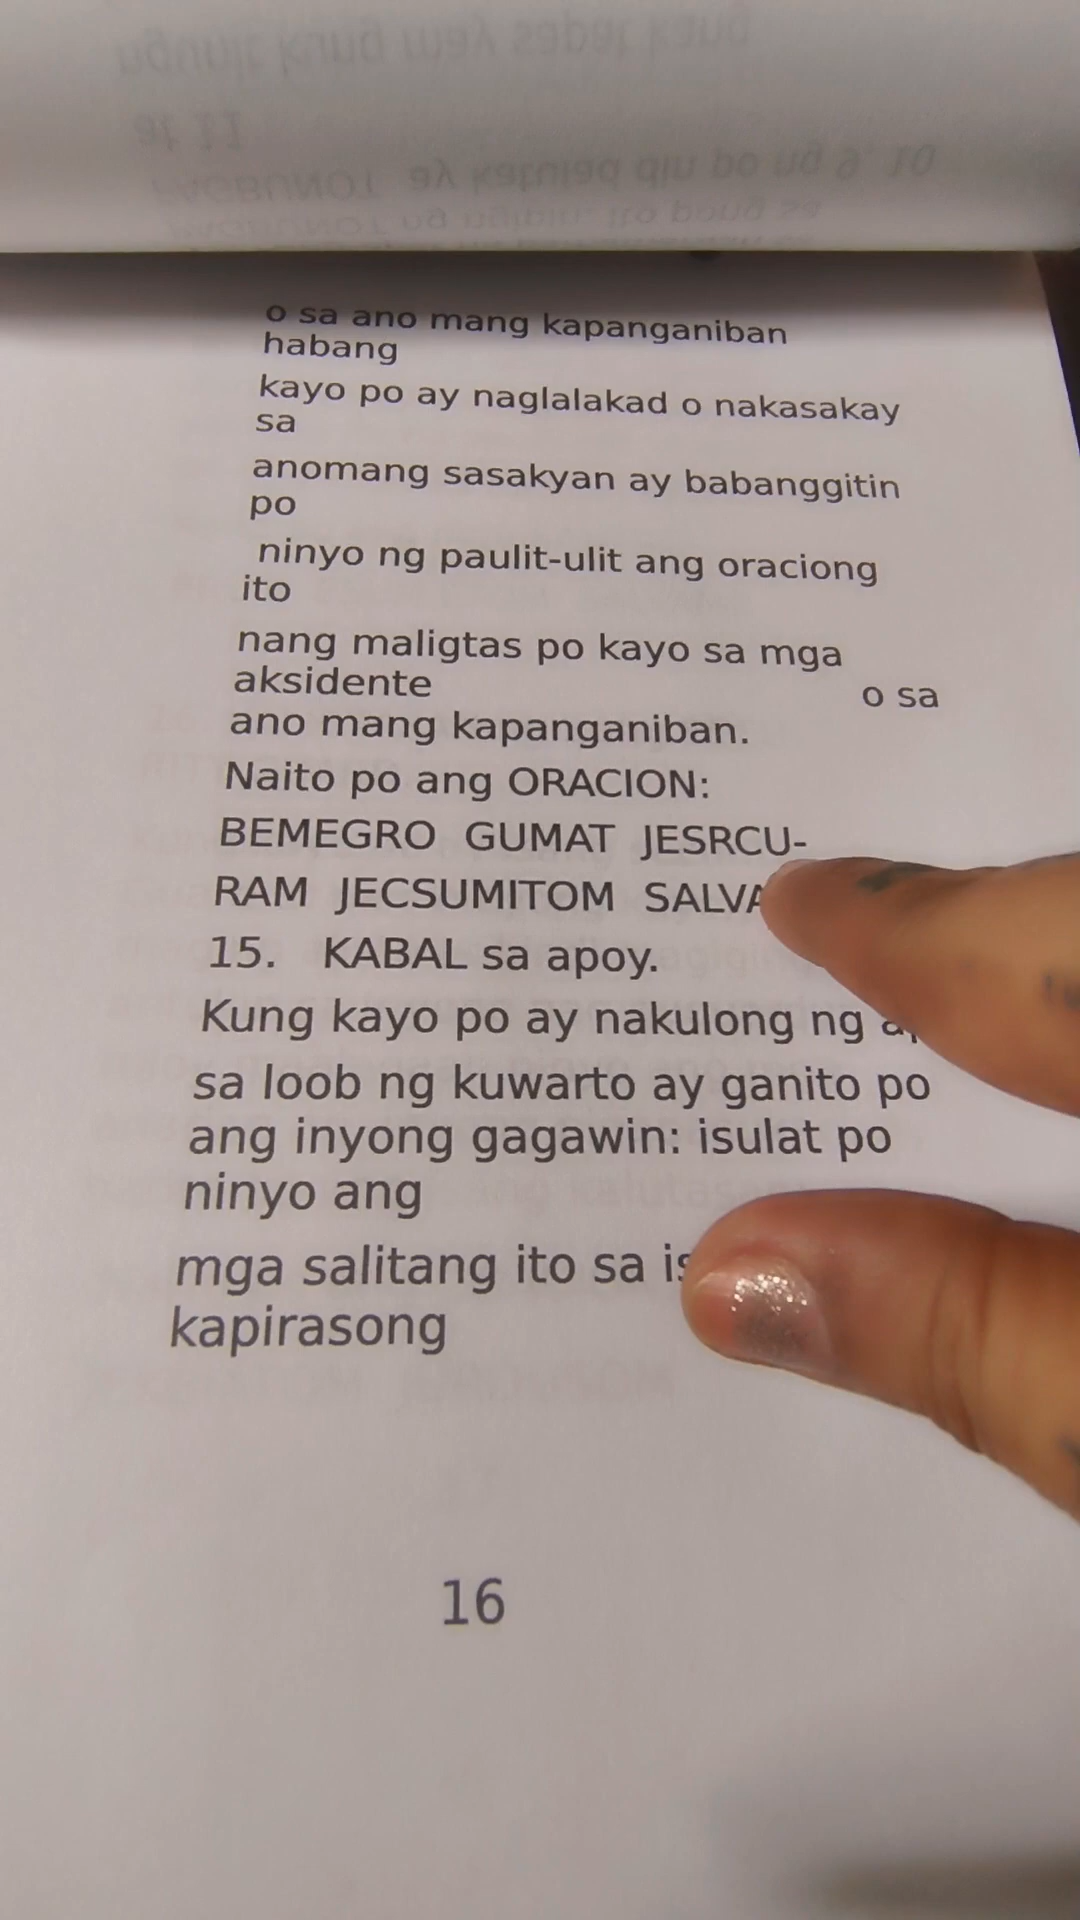 o sa ano mang kapanganiban
habang
kayo po ay naglalakad o nakasakay
sa
anomang sasakyan ay babanggitin
po
ninyo ng paulit-ulit ang oraciong
ito
nang maligtas po kayo sa mga
aksidente o sa
ano mang kapanganiban.
Naito po ang ORACION:
BEMEGRO GUMAT JESRCU-
RAM JECSUMITOM
15. KABAL sa apoy.
Kung kayo po ay nakulong ng
sa loob ng kuwarto ay ganito po
ang inyong gagawin: isulat po
ninyo ang
mga salitang ito sa
kapirasong
16